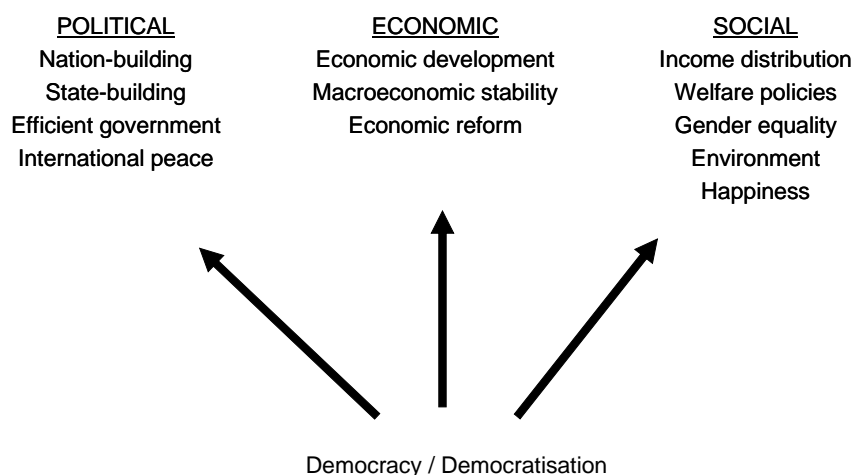 POLITICAL
Nation-building
State-building
Efficient government
International peace
ECONOMIC
Economic development
Macroeconomic stability
Economic reform
SOCIAL
Income distribution
Welfare policies
Gender equality
Environment
Happiness
Democracy / Democratisation